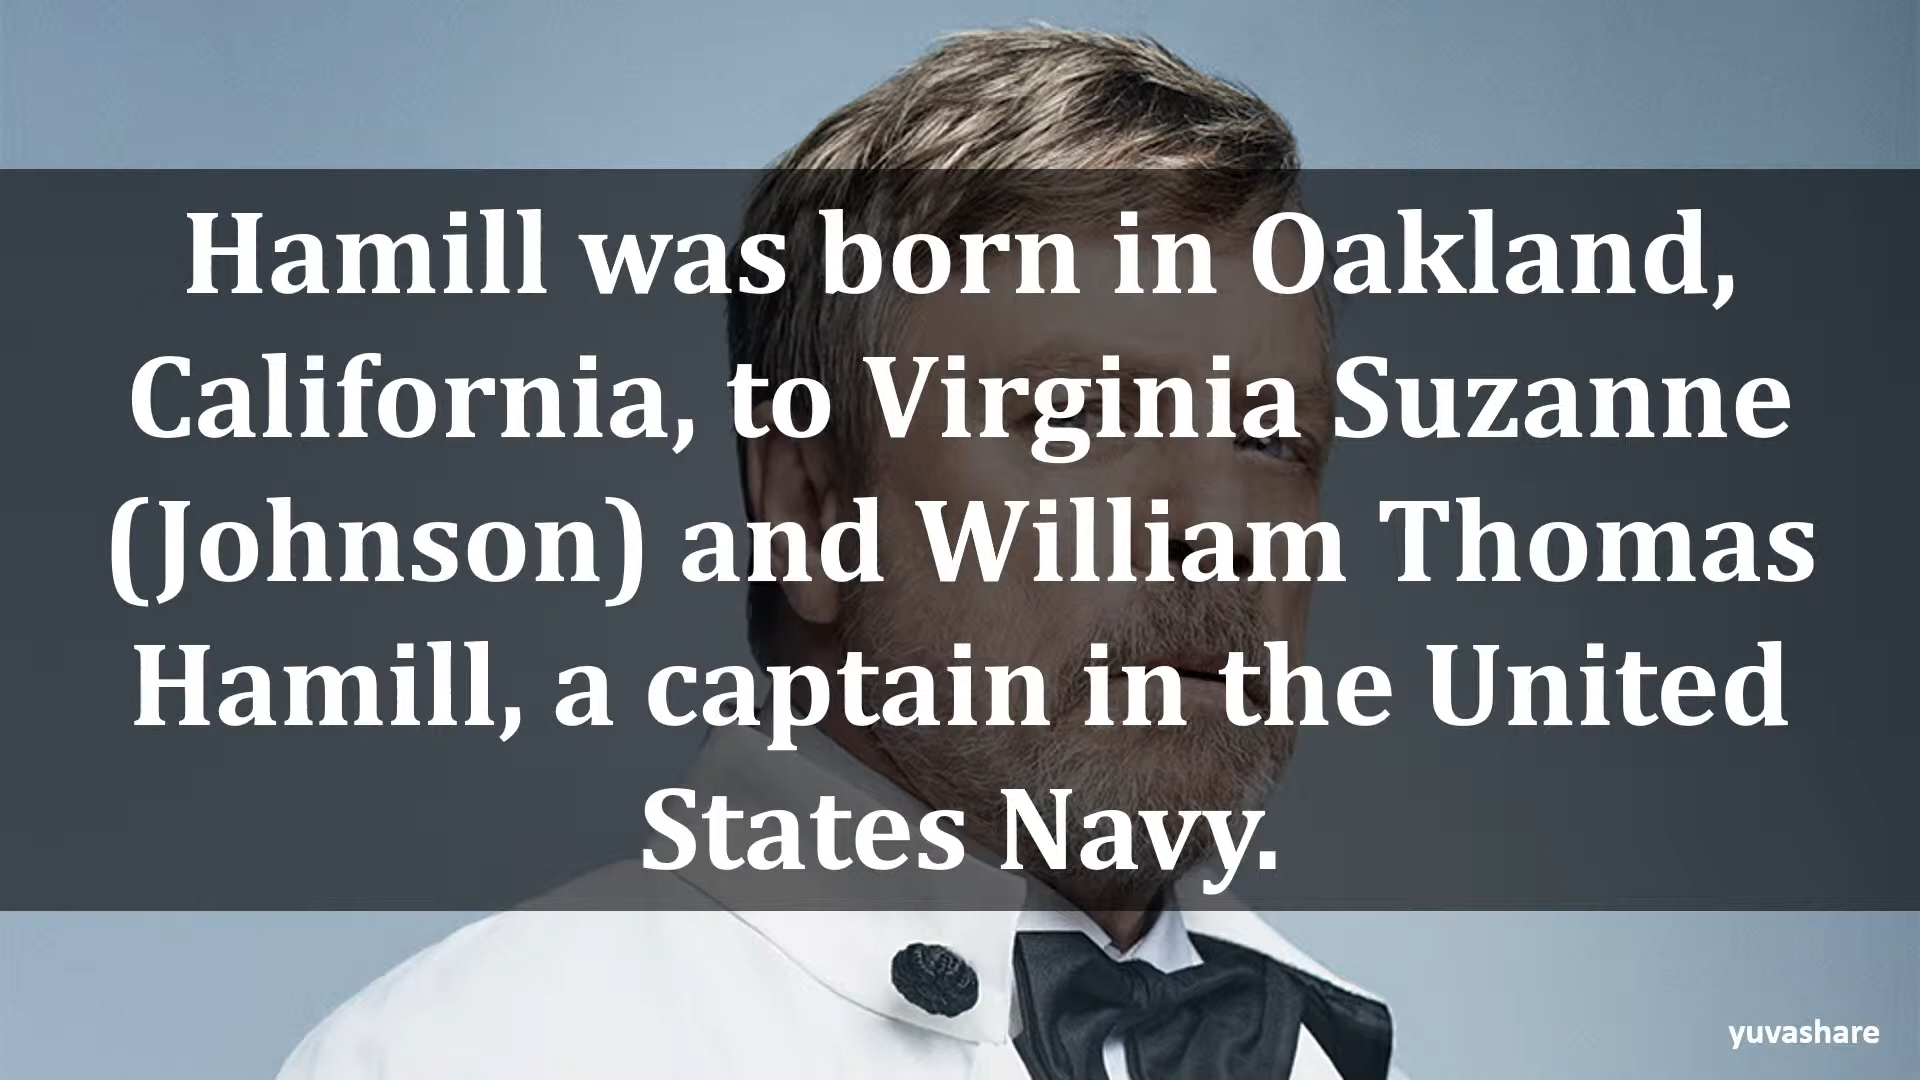 Hamill was born in Oakland,
California, to Virginia Suzanne
(Johnson) and William Thomas
Hamill, a captain in the United
States Navy.
yuvashare